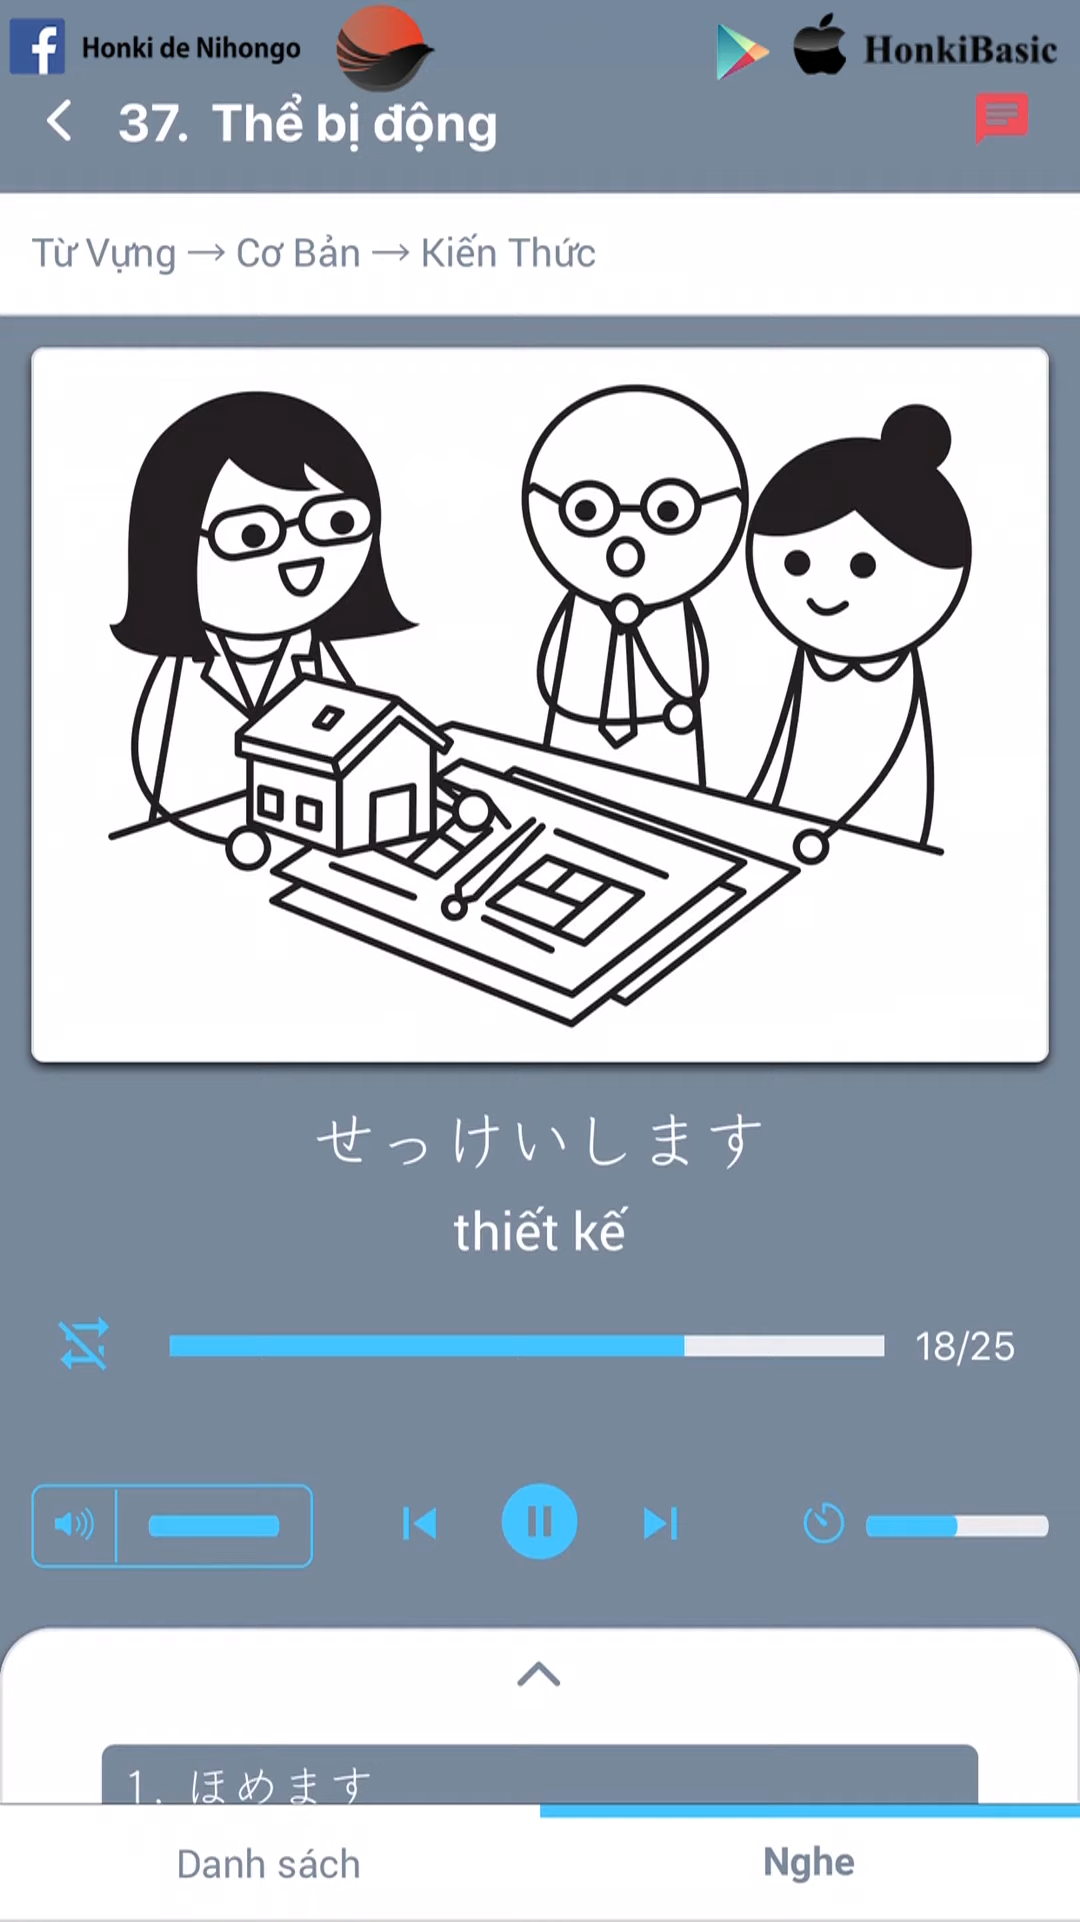 Honki de Nihongo
HonkiBasic
37. Thể bị động
Từ Vựng → Cơ Bản → Kiến Thức
せっけいします
thiết kế
18/25
1. ほめます
Danh sách
Nghe